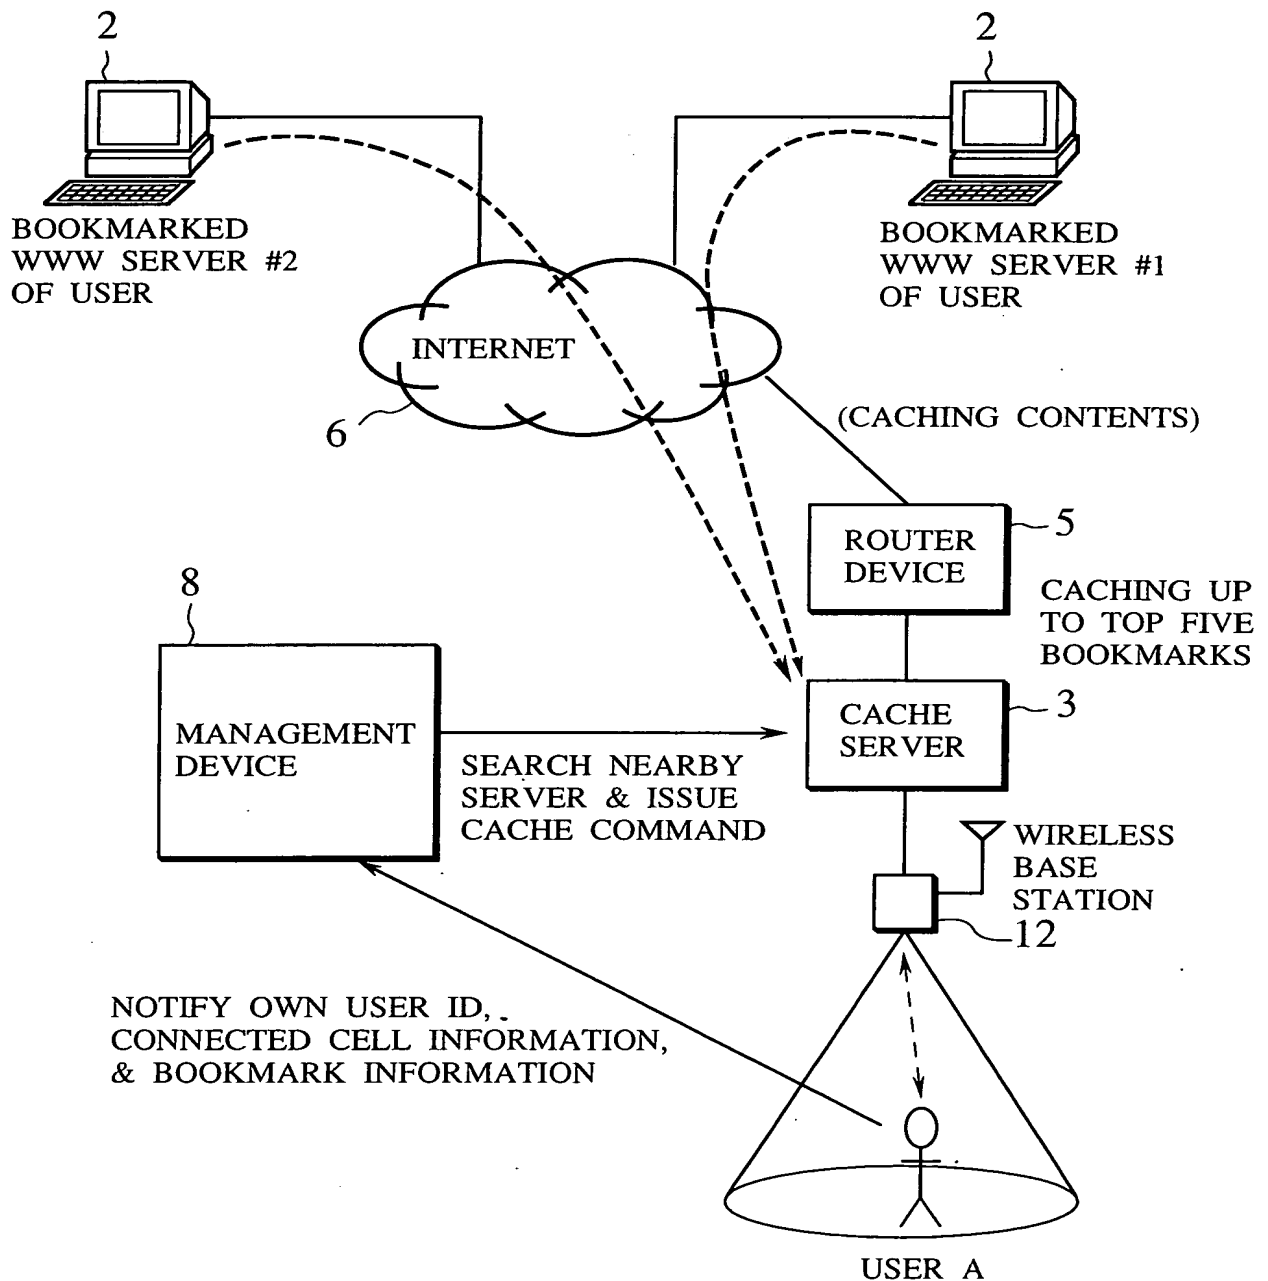 2
2
BOOKMARKED
WWW SERVER #2
OF USER
BOOKMARKED
WWW SERVER #1
OF USER
INTERNET
6
(CACHING CONTENTS)
ROUTER
DEVICE
5
CACHING UP
TO TOP FIVE
BOOKMARKS
8
MANAGEMENT
DEVICE
CACHE
SERVER
3
SEARCH NEARBY
SERVER & ISSUE
CACHE COMMAND
WIRELESS
BASE
STATION
12
NOTIFY OWN USER ID,
CONNECTED CELL INFORMATION,
& BOOKMARK INFORMATION
USER A